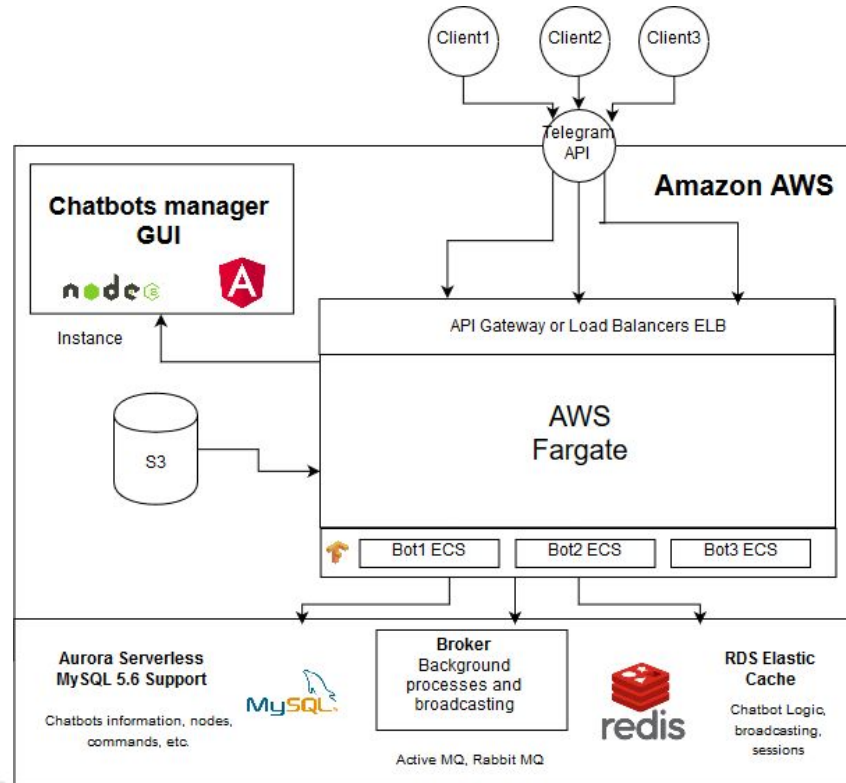 Client1
Client2
Client3
Telegram
API
Amazon AWS
Chatbots manager
GUI
node
JS
A
Instance
API Gateway or Load Balancers ELB
AWS
Fargate
S3
Bot1 ECS
Bot2 ECS
Bot3 ECS
Aurora Serverless
MySQL 5.6 Support
Chatbots information, nodes,
commands, etc.
MySQL
Broker
Background
processes and
broadcasting
Active MQ, Rabbit MQ
redis
RDS Elastic
Cache
Chatbot Logic,
broadcasting,
sessions